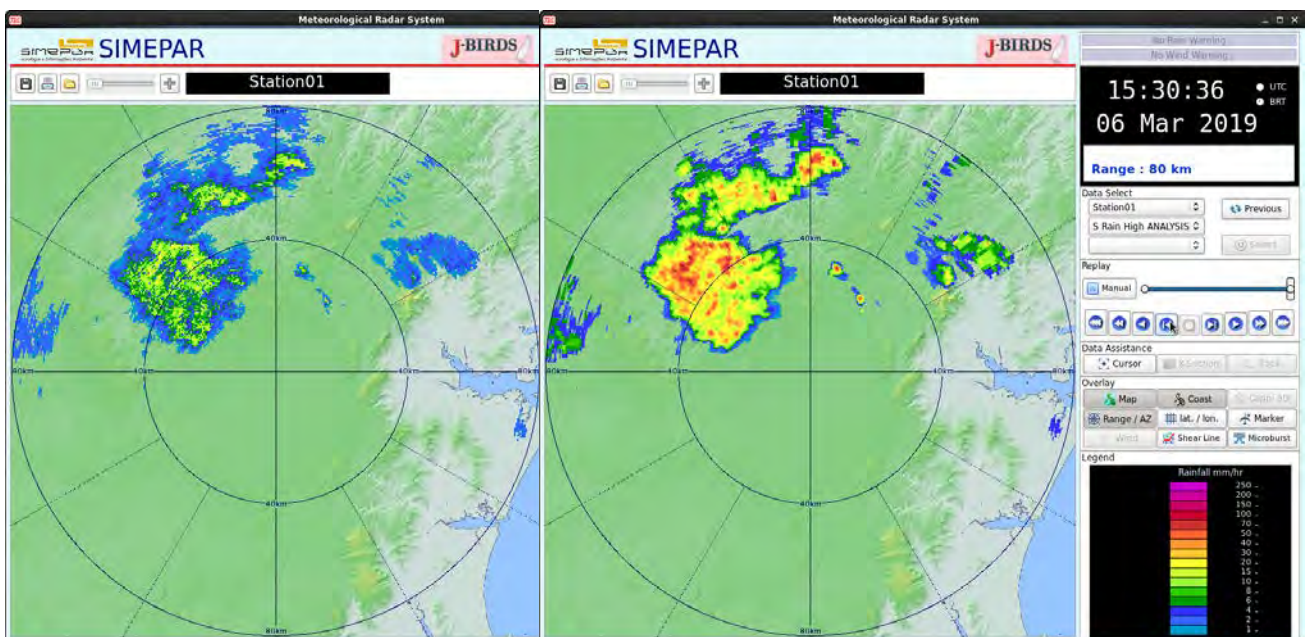 Meteorological Radar System
SIMEPAR SIMEPAR
J-BIRDS
Station01
80km
40km
40km
80km
40km
80km
Meteorological Radar System
SIMEPAR SIMEPAR
J-BIRDS
Station01
80km
40km
80km
40km
40km
80km
40km
80km
No Rain Warning
No Wind Warning
15:30:36
UTC
BRT
06 Mar 2019
Range : 80 km
Data Select
Station01
Previous
S Rain High ANALYSIS
Select
Replay
Manual
Data Assistance
Cursor
Overlay
Map
Coast
Range / AZ
lat. / lon.
Marker
Wind
Shear Line
Microburst
Legend
Rainfall mm/hr
250
200
150
100
70
50
40
30
20
15
10
8
6
4
2
1